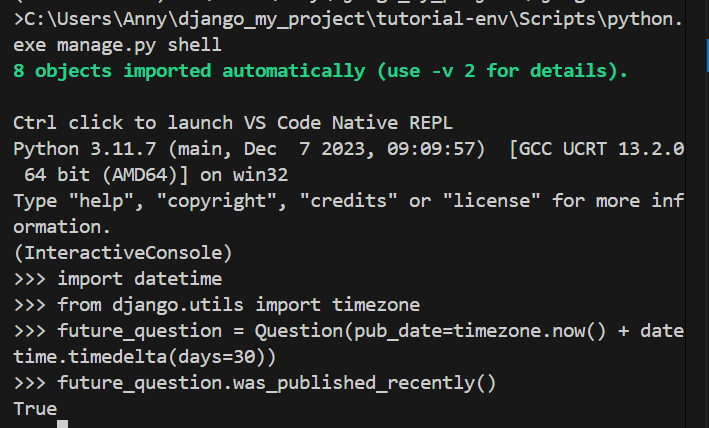 >C:\Users\Anny\django_my_project\tutorial-env\Scripts\python.
exe manage.py shell
8 objects imported automatically (use -v 2 for details).
Ctrl click to launch VS Code Native REPL
Python 3.11.7 (main, Dec  7 2023, 09:09:57)  [GCC UCRT 13.2.0
 64 bit (AMD64)] on win32
Type "help", "copyright", "credits" or "license" for more inf
ormation.
(InteractiveConsole)
>>> import datetime
>>> from django.utils import timezone
>>> future_question = Question(pub_date=timezone.now() + date
time.timedelta(days=30))
>>> future_question.was_published_recently()
True